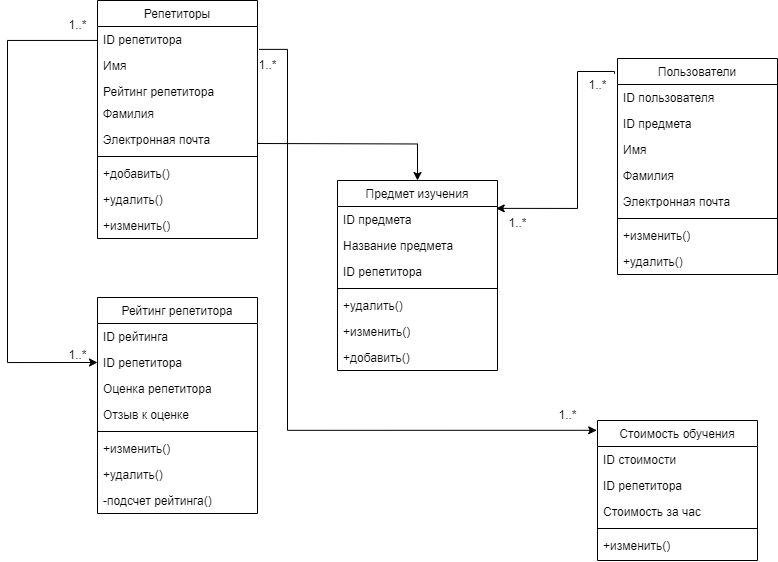 Репетиторы
1..*
ID репетитора
Имя
1..*
Рейтинг репетитора
Фамилия
Электронная почта
+добавить()
+удалить()
+изменить()
Пользователи
1..*
ID пользователя
ID предмета
Имя
Фамилия
Электронная почта
+изменить()
+удалить()
Предмет изучения
1..*
ID предмета
Название предмета
ID репетитора
+удалить()
+изменить()
+добавить()
Рейтинг репетитора
ID рейтинга
1..*
ID репетитора
Оценка репетитора
Отзыв к оценке
+изменить()
+удалить()
-подсчет рейтинга()
1..*
Стоимость обучения
ID стоимости
ID репетитора
Стоимость за час
+изменить()